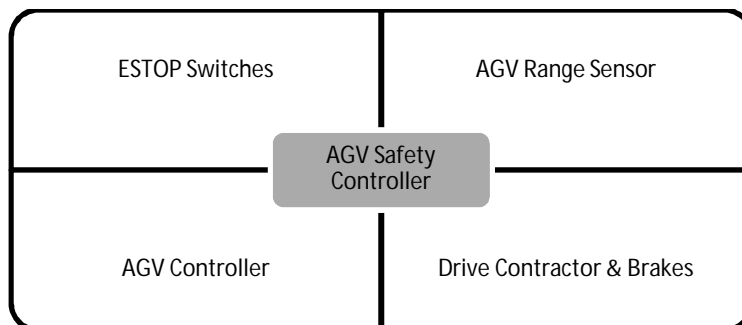 ESTOP Switches
AGV Range Sensor
AGV Safety
Controller
AGV Controller
Drive Contractor & Brakes